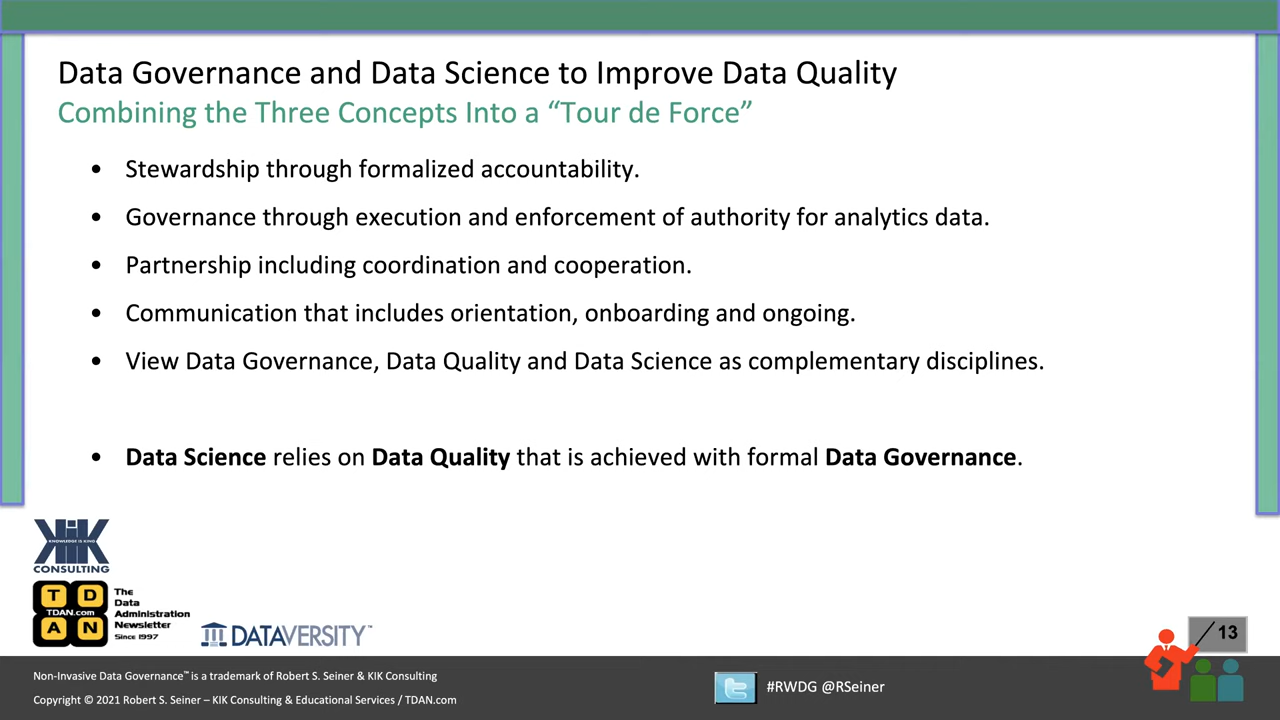 Data Governance and Data Science to Improve Data Quality
Combining the Three Concepts Into a “Tour de Force”
• Stewardship through formalized accountability.
• Governance through execution and enforcement of authority for analytics data.
• Partnership including coordination and cooperation.
• Communication that includes orientation, onboarding and ongoing.
• View Data Governance, Data Quality and Data Science as complementary disciplines.
• Data Science relies on Data Quality that is achieved with formal Data Governance.
KIK
KNOWLEDGE IS KING
CONSULTING
T D
TDAN.com
A N
The
Data
Administration
Newsletter
Since 1997
DATAVERSITY™
13
Non-Invasive Data Governance™ is a trademark of Robert S. Seiner & KIK Consulting
Copyright © 2021 Robert S. Seiner – KIK Consulting & Educational Services / TDAN.com
#RWDG @RSeiner